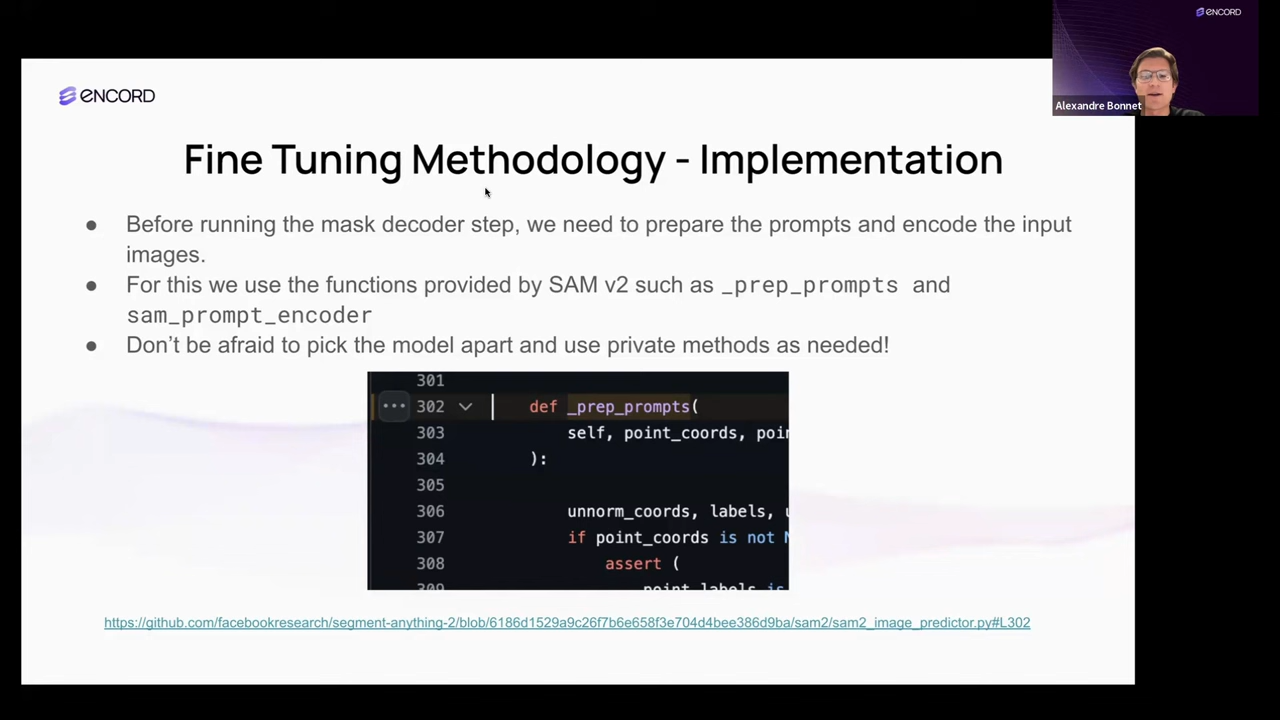 ENCORD
Alexandre Bonnet
ENCORD
Fine Tuning Methodology - Implementation
● Before running the mask decoder step, we need to prepare the prompts and encode the input
images.
● For this we use the functions provided by SAM v2 such as _prep_prompts and
sam_prompt_encoder
● Don’t be afraid to pick the model apart and use private methods as needed!
301
302 def _prep_prompts(
303 self, point_coords, poin
304 ):
305
306 unnorm_coords, labels, u
307 if point_coords is not N
308 assert (
309 point_labels is
https://github.com/facebookresearch/segment-anything-2/blob/6186d1529a9c26f7b6e658f3e704d4bee386d9ba/sam2/sam2_image_predictor.py#L302